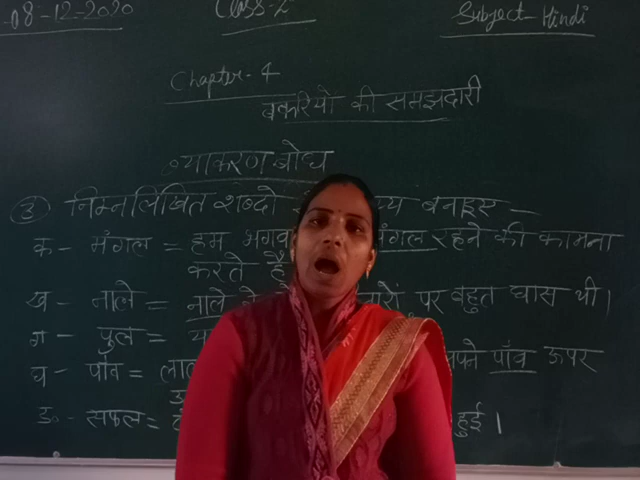 08-12-2020 Class-2 Subject-Hindi
Chapter-4
बकरियो की समझदारी
व्याकरण बोध
③ निम्नलिखित शब्दो बनाइए -
क - मंगल = हम मंगल रहने की कामना
करते है
ख - नाले = नाले पर बहुत घास थी।
ग - पुल =
घ - पाँव = अपने पाँव ऊपर
ङ - सफल = हुई।